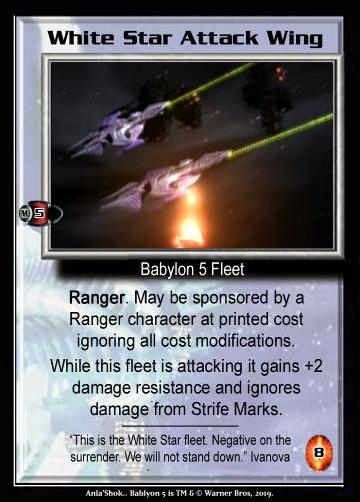 White Star Attack Wing
M 5
Babylon 5 Fleet
Ranger. May be sponsored by a
Ranger character at printed cost
ignoring all cost modifications.
While this fleet is attacking it gains +2
damage resistance and ignores
damage from Strife Marks.
"This is the White Star fleet. Negative on the
surrender. We will not stand down." Ivanova
8
Anla'Shok.. Bablyon 5 is TM & © Warner Bros, 2019.